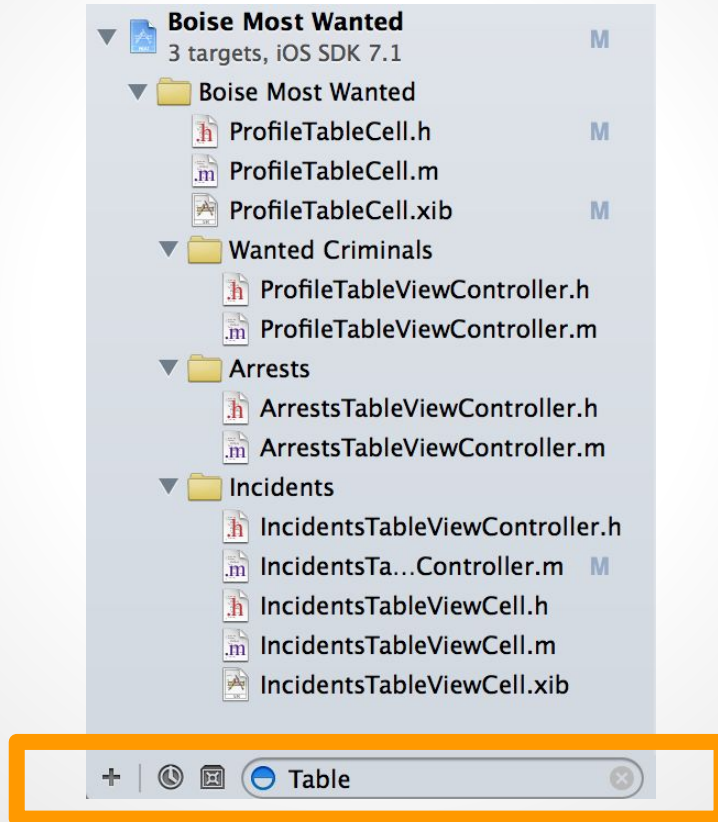 Boise Most Wanted
3 targets, iOS SDK 7.1 M
Boise Most Wanted
.h ProfileTableCell.h M
.m ProfileTableCell.m
ProfileTableCell.xib M
Wanted Criminals
.h ProfileTableViewController.h
.m ProfileTableViewController.m
Arrests
.h ArrestsTableViewController.h
.m ArrestsTableViewController.m
Incidents
.h IncidentsTableViewController.h
.m IncidentsTa...Controller.m M
.h IncidentsTableViewCell.h
.m IncidentsTableViewCell.m
IncidentsTableViewCell.xib
Table